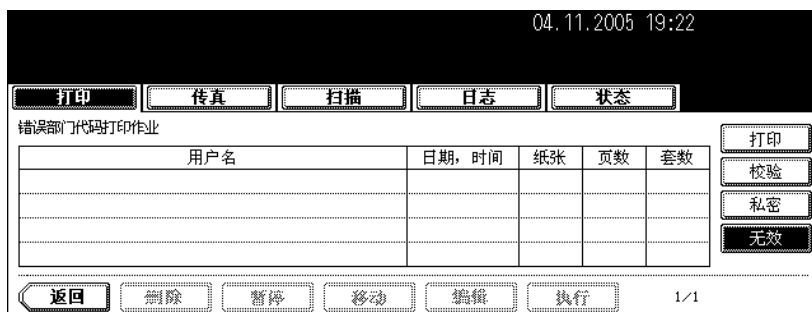 04.11.2005 19:22
打印 传真 扫描 日志 状态
错误部门代码打印作业
用户名 日期，时间 纸张 页数 套数
打印
校验
私密
无效
返回 删除 暂停 移动 编辑 执行 1/1